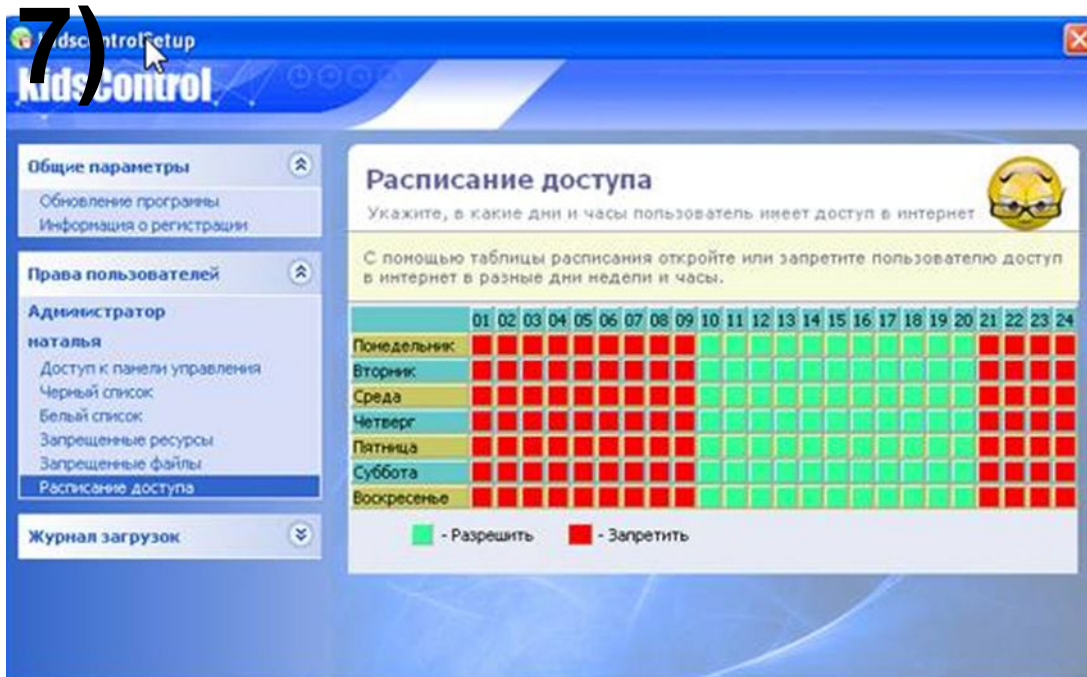 7)
KidscontrolSetup
KidsControl
Общие параметры
Обновление программы
Информация о регистрации
Права пользователей
Администратор
наталья
Доступ к панели управления
Черный список
Белый список
Запрещенные ресурсы
Запрещенные файлы
Расписание доступа
Журнал загрузок
Расписание доступа
Укажите, в какие дни и часы пользователь имеет доступ в интернет
С помощью таблицы расписания откройте или запретите пользователю доступ
в интернет в разные дни недели и часы.
01 02 03 04 05 06 07 08 09 10 11 12 13 14 15 16 17 18 19 20 21 22 23 24
Понедельник
Вторник
Среда
Четверг
Пятница
Суббота
Воскресенье
- Разрешить - Запретить